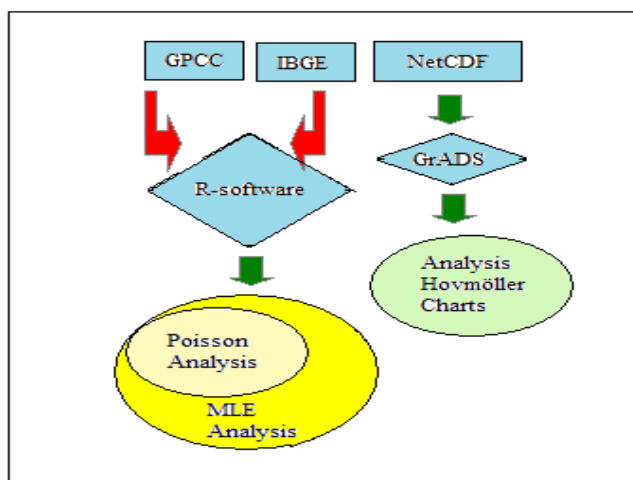 GPCC
IBGE
NetCDF
R-software
GrADS
Analysis
Hovmöller
Charts
Poisson
Analysis
MLE
Analysis